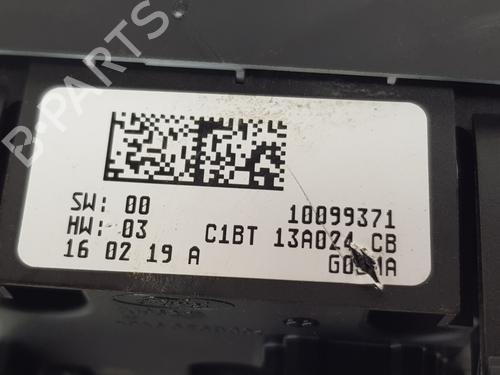 B-PARTS
SW: 00 10099371
HW: 03 C1BT 13A024 CB
16 02 19 A